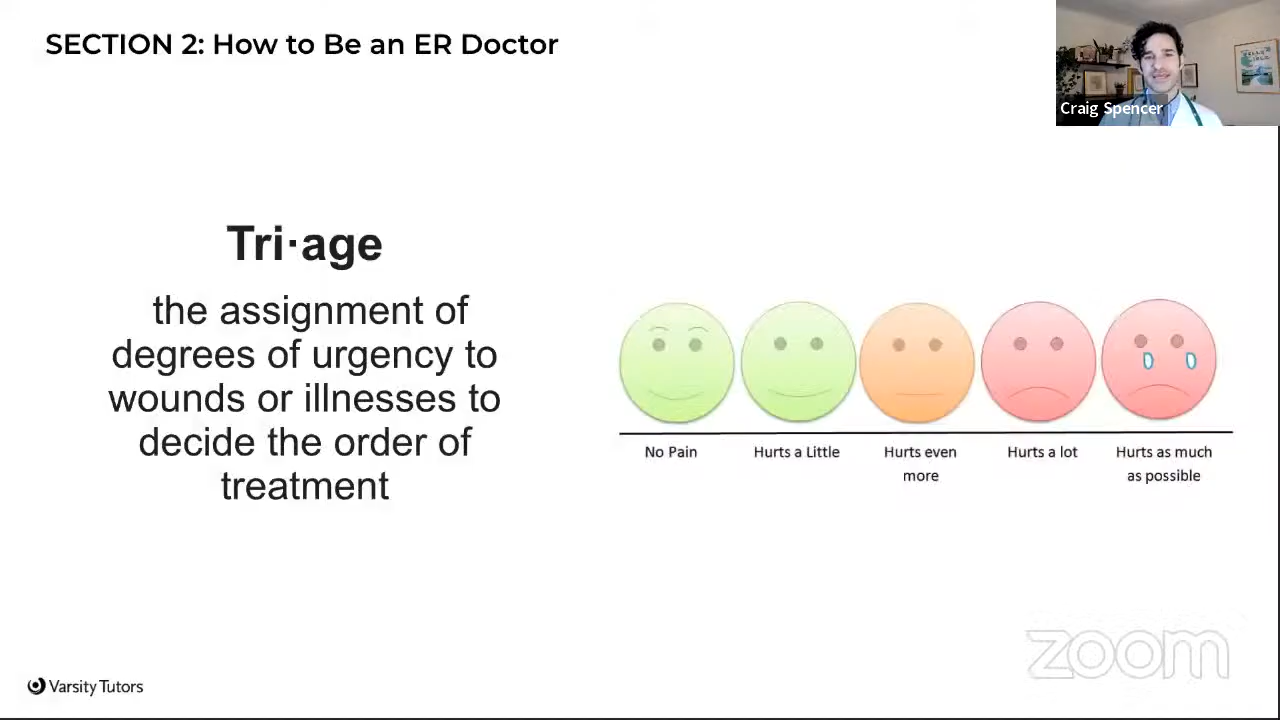 SECTION 2: How to Be an ER Doctor
Craig Spencer
Tri·age
the assignment of
degrees of urgency to
wounds or illnesses to
decide the order of
treatment
No Pain
Hurts a Little
Hurts even
more
Hurts a lot
Hurts as much
as possible
zoom
Varsity Tutors